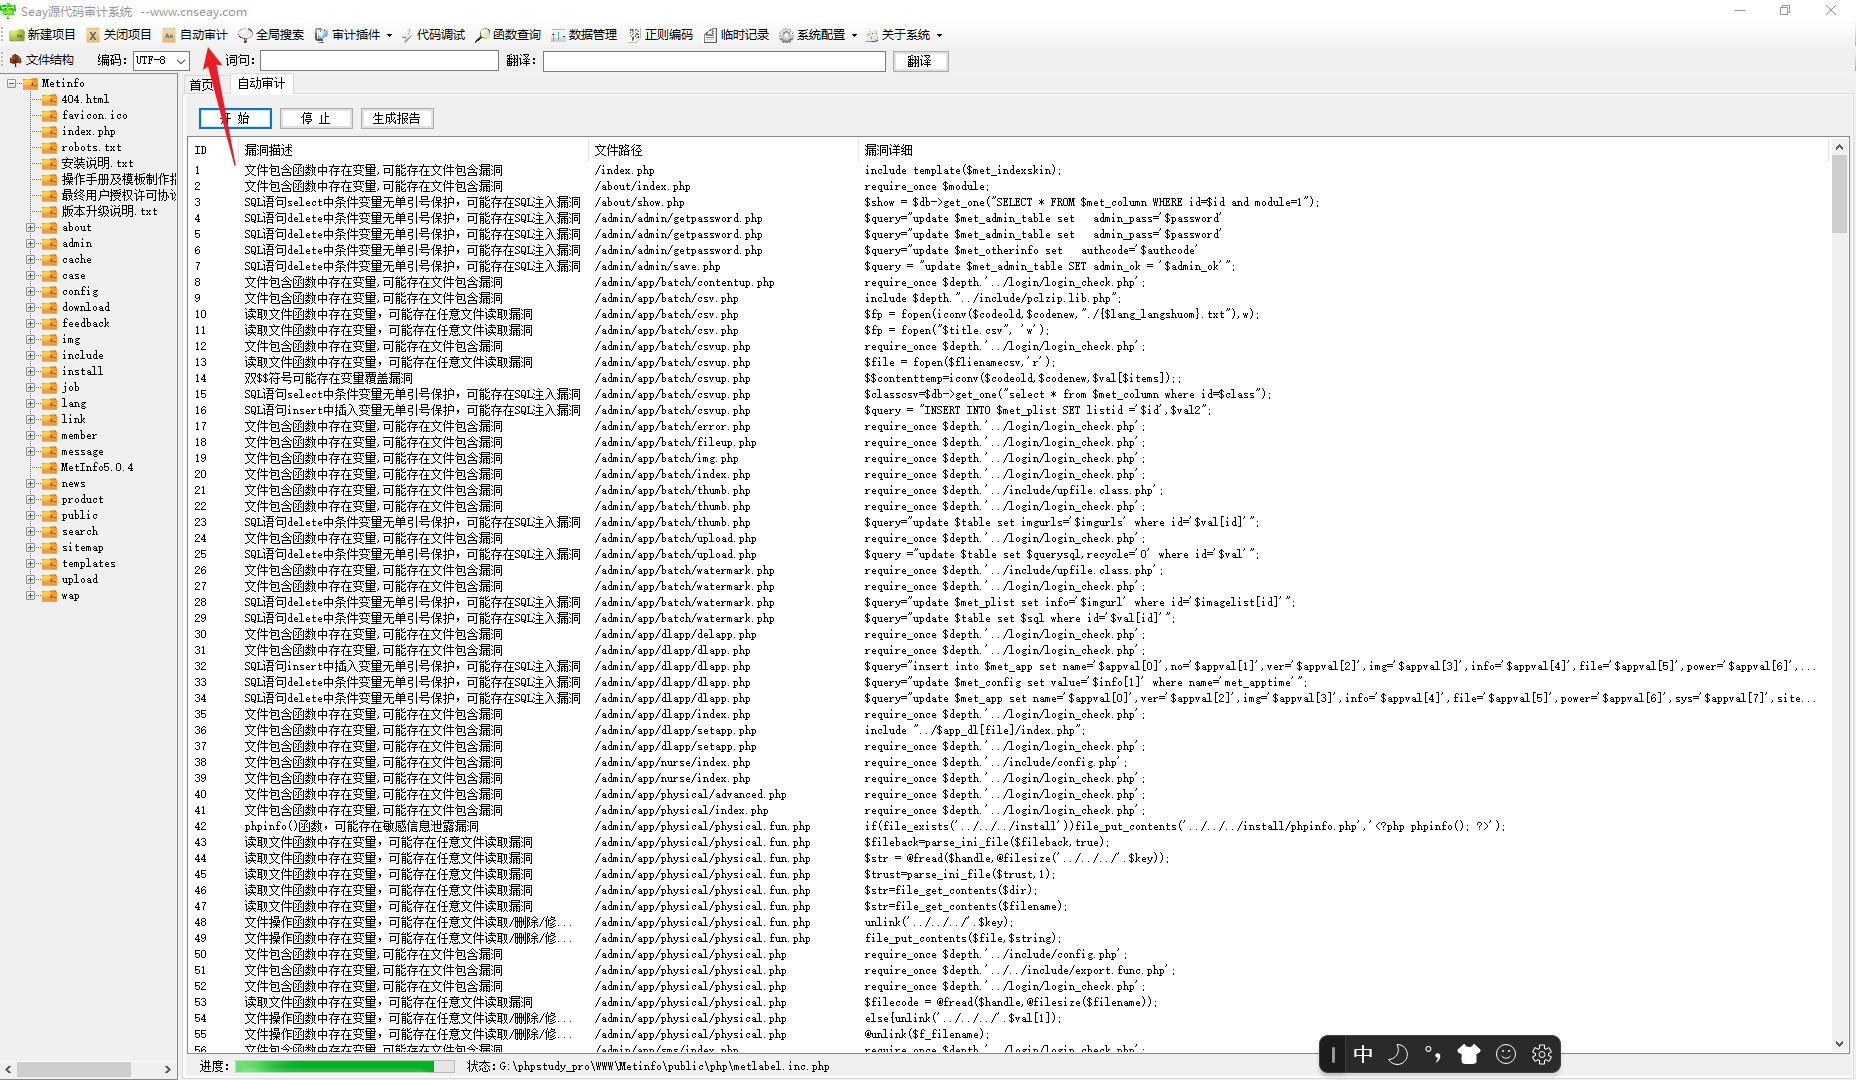 Seay源代码审计系统 --www.cnseay.com
新建项目 关闭项目 自动审计 全局搜索 审计插件 代码调试 函数查询 数据管理 正则编码 临时记录 系统配置 关于系统
文件结构 编码: UTF-8 词句: 翻译: 翻译
首页 自动审计
Metinfo
404.html
favicon.ico
index.php
robots.txt
安装说明.txt
操作手册及模板制作指
最终用户授权许可协议
版本升级说明.txt
about
admin
cache
case
config
download
feedback
img
include
install
job
lang
link
member
message
MetInfo5.0.4
news
product
public
search
sitemap
templates
upload
wap
开 始 停 止 生成报告
ID 漏洞描述 文件路径 漏洞详细
1 文件包含函数中存在变量,可能存在文件包含漏洞 /index.php include template($met_indexskin);
2 文件包含函数中存在变量,可能存在文件包含漏洞 /about/index.php require_once $module;
3 SQL语句select中条件变量无单引号保护，可能存在SQL注入漏洞 /about/show.php $show = $db->get_one("SELECT * FROM $met_column WHERE id=$id and module=1");
4 SQL语句delete中条件变量无单引号保护，可能存在SQL注入漏洞 /admin/admin/getpassword.php $query="update $met_admin_table set admin_pass='$password'
5 SQL语句delete中条件变量无单引号保护，可能存在SQL注入漏洞 /admin/admin/getpassword.php $query="update $met_admin_table set admin_pass='$password'
6 SQL语句delete中条件变量无单引号保护，可能存在SQL注入漏洞 /admin/admin/getpassword.php $query="update $met_otherinfo set authcode='$authcode'
7 SQL语句delete中条件变量无单引号保护，可能存在SQL注入漏洞 /admin/admin/save.php $query = "update $met_admin_table SET admin_ok = '$admin_ok'";
8 文件包含函数中存在变量,可能存在文件包含漏洞 /admin/app/batch/contentup.php require_once $depth.'../login/login_check.php';
9 文件包含函数中存在变量,可能存在文件包含漏洞 /admin/app/batch/csv.php include $depth."../include/pclzip.lib.php";
10 读取文件函数中存在变量，可能存在任意文件读取漏洞 /admin/app/batch/csv.php $fp = fopen(iconv($codeold,$codenew,"./{$lang_langshuom}.txt"),w);
11 读取文件函数中存在变量，可能存在任意文件读取漏洞 /admin/app/batch/csv.php $fp = fopen("$title.csv", 'w');
12 文件包含函数中存在变量,可能存在文件包含漏洞 /admin/app/batch/csvup.php require_once $depth.'../login/login_check.php';
13 读取文件函数中存在变量，可能存在任意文件读取漏洞 /admin/app/batch/csvup.php $file = fopen($flienamecsv,'r');
14 双$$符号可能存在变量覆盖漏洞 /admin/app/batch/csvup.php $$contenttemp=iconv($codeold,$codenew,$val[$items]);;
15 SQL语句select中条件变量无单引号保护，可能存在SQL注入漏洞 /admin/app/batch/csvup.php $classcsv=$db->get_one("select * from $met_column where id=$class");
16 SQL语句insert中插入变量无单引号保护，可能存在SQL注入漏洞 /admin/app/batch/csvup.php $query = "INSERT INTO $met_plist SET listid ='$id',$val2";
17 文件包含函数中存在变量,可能存在文件包含漏洞 /admin/app/batch/error.php require_once $depth.'../login/login_check.php';
18 文件包含函数中存在变量,可能存在文件包含漏洞 /admin/app/batch/fileup.php require_once $depth.'../login/login_check.php';
19 文件包含函数中存在变量,可能存在文件包含漏洞 /admin/app/batch/img.php require_once $depth.'../login/login_check.php';
20 文件包含函数中存在变量,可能存在文件包含漏洞 /admin/app/batch/index.php require_once $depth.'../login/login_check.php';
21 文件包含函数中存在变量,可能存在文件包含漏洞 /admin/app/batch/thumb.php require_once $depth.'../include/upfile.class.php';
22 文件包含函数中存在变量,可能存在文件包含漏洞 /admin/app/batch/thumb.php require_once $depth.'../login/login_check.php';
23 SQL语句delete中条件变量无单引号保护，可能存在SQL注入漏洞 /admin/app/batch/thumb.php $query="update $table set imgurls='$imgurls' where id='$val[id]'";
24 文件包含函数中存在变量,可能存在文件包含漏洞 /admin/app/batch/upload.php require_once $depth.'../login/login_check.php';
25 SQL语句delete中条件变量无单引号保护，可能存在SQL注入漏洞 /admin/app/batch/upload.php $query ="update $table set $querysql,recycle='0' where id='$val'";
26 文件包含函数中存在变量,可能存在文件包含漏洞 /admin/app/batch/watermark.php require_once $depth.'../include/upfile.class.php';
27 文件包含函数中存在变量,可能存在文件包含漏洞 /admin/app/batch/watermark.php require_once $depth.'../login/login_check.php';
28 SQL语句delete中条件变量无单引号保护，可能存在SQL注入漏洞 /admin/app/batch/watermark.php $query="update $met_plist set info='$imgurl' where id='$imagelist[id]'";
29 SQL语句delete中条件变量无单引号保护，可能存在SQL注入漏洞 /admin/app/batch/watermark.php $query="update $table set $sql where id='$val[id]'";
30 文件包含函数中存在变量,可能存在文件包含漏洞 /admin/app/dlapp/delapp.php require_once $depth.'../login/login_check.php';
31 文件包含函数中存在变量,可能存在文件包含漏洞 /admin/app/dlapp/dlapp.php require_once $depth.'../login/login_check.php';
32 SQL语句insert中插入变量无单引号保护，可能存在SQL注入漏洞 /admin/app/dlapp/dlapp.php $query="insert into $met_app set name='$appval[0]',no='$appval[1]',ver='$appval[2]',img='$appval[3]',info='$appval[4]',file='$appval[5]',power='$appval[6]',...
33 SQL语句delete中条件变量无单引号保护，可能存在SQL注入漏洞 /admin/app/dlapp/dlapp.php $query="update $met_config set value='$info[1]' where name='met_apptime'";
34 SQL语句delete中条件变量无单引号保护，可能存在SQL注入漏洞 /admin/app/dlapp/dlapp.php $query="update $met_app set name='$appval[0]',ver='$appval[2]',img='$appval[3]',info='$appval[4]',file='$appval[5]',power='$appval[6]',sys='$appval[7]',site...
35 文件包含函数中存在变量,可能存在文件包含漏洞 /admin/app/dlapp/index.php require_once $depth.'../login/login_check.php';
36 文件包含函数中存在变量,可能存在文件包含漏洞 /admin/app/dlapp/setapp.php include "../$app_dl[file]/index.php";
37 文件包含函数中存在变量,可能存在文件包含漏洞 /admin/app/dlapp/setapp.php require_once $depth.'../login/login_check.php';
38 文件包含函数中存在变量,可能存在文件包含漏洞 /admin/app/nurse/index.php require_once $depth.'../include/config.php';
39 文件包含函数中存在变量,可能存在文件包含漏洞 /admin/app/nurse/index.php require_once $depth.'../login/login_check.php';
40 文件包含函数中存在变量,可能存在文件包含漏洞 /admin/app/physical/advanced.php require_once $depth.'../login/login_check.php';
41 文件包含函数中存在变量,可能存在文件包含漏洞 /admin/app/physical/index.php require_once $depth.'../login/login_check.php';
42 phpinfo()函数，可能存在敏感信息泄露漏洞 /admin/app/physical/physical.fun.php if(file_exists('../../../install'))file_put_contents('../../../install/phpinfo.php','<?php phpinfo(); ?>');
43 读取文件函数中存在变量，可能存在任意文件读取漏洞 /admin/app/physical/physical.fun.php $fileback=parse_ini_file($fileback,true);
44 读取文件函数中存在变量，可能存在任意文件读取漏洞 /admin/app/physical/physical.fun.php $str = @fread($handle,@filesize('../../../'.$key));
45 读取文件函数中存在变量，可能存在任意文件读取漏洞 /admin/app/physical/physical.fun.php $trust=parse_ini_file($trust,1);
46 读取文件函数中存在变量，可能存在任意文件读取漏洞 /admin/app/physical/physical.fun.php $str=file_get_contents($dir);
47 读取文件函数中存在变量，可能存在任意文件读取漏洞 /admin/app/physical/physical.fun.php $str=file_get_contents($filename);
48 文件操作函数中存在变量，可能存在任意文件读取/删除/修... /admin/app/physical/physical.fun.php unlink('../../../'.$key);
49 文件操作函数中存在变量，可能存在任意文件读取/删除/修... /admin/app/physical/physical.fun.php file_put_contents($file,$string);
50 文件包含函数中存在变量,可能存在文件包含漏洞 /admin/app/physical/physical.php require_once $depth.'../include/config.php';
51 文件包含函数中存在变量,可能存在文件包含漏洞 /admin/app/physical/physical.php require_once $depth.'../../include/export.func.php';
52 文件包含函数中存在变量,可能存在文件包含漏洞 /admin/app/physical/physical.php require_once $depth.'../login/login_check.php';
53 读取文件函数中存在变量，可能存在任意文件读取漏洞 /admin/app/physical/physical.php $filecode = @fread($handle,@filesize($filename));
54 文件操作函数中存在变量，可能存在任意文件读取/删除/修... /admin/app/physical/physical.php else{unlink('../../../'.$val[1]);
55 文件操作函数中存在变量，可能存在任意文件读取/删除/修... /admin/app/physical/physical.php @unlink($f_filename);
56 文件包含函数中存在变量,可能存在文件包含漏洞 /admin/app/sms/index.php require_once $depth.'../login/login_check.php';
进度: 状态:G:\phpstudy_pro\WWW\Metinfo\public\php\metlabel.inc.php
中